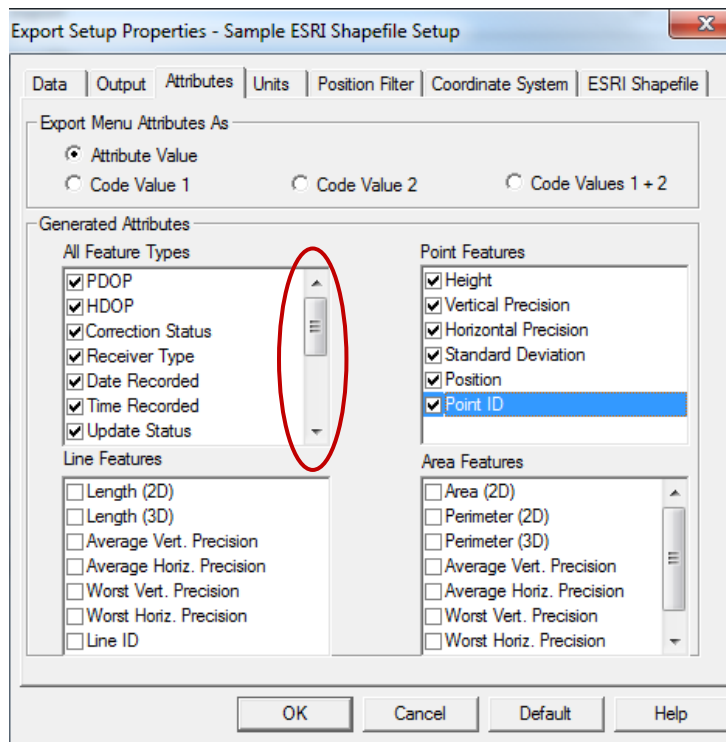 Export Setup Properties - Sample ESRI Shapefile Setup
x
Data Output Attributes Units Position Filter Coordinate System ESRI Shapefile
Export Menu Attributes As
Attribute Value
Code Value 1 Code Value 2 Code Values 1 + 2
Generated Attributes
All Feature Types
PDOP
HDOP
Correction Status
Receiver Type
Date Recorded
Time Recorded
Update Status
Point Features
Height
Vertical Precision
Horizontal Precision
Standard Deviation
Position
Point ID
Line Features
Length (2D)
Length (3D)
Average Vert. Precision
Average Horiz. Precision
Worst Vert. Precision
Worst Horiz. Precision
Line ID
Area Features
Area (2D)
Perimeter (2D)
Perimeter (3D)
Average Vert. Precision
Average Horiz. Precision
Worst Vert. Precision
Worst Horiz. Precision
OK Cancel Default Help